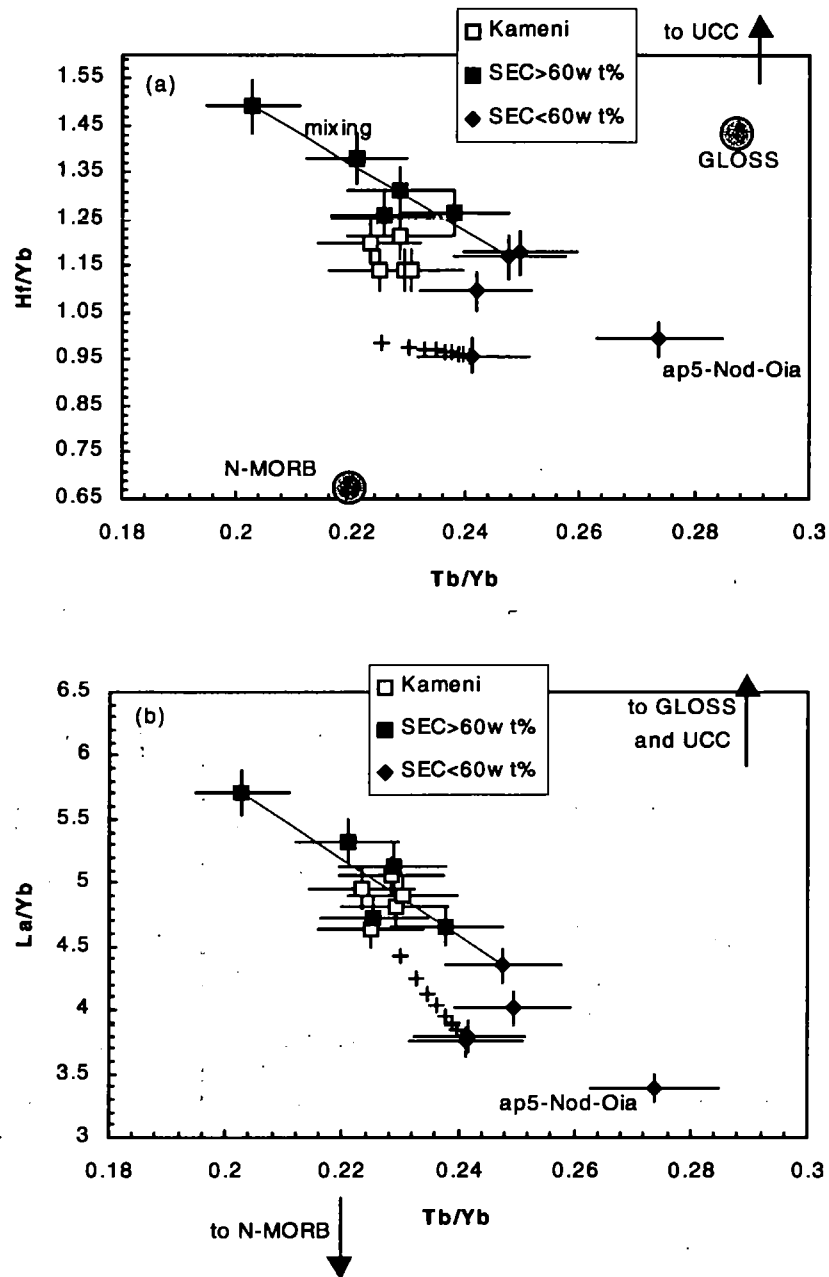 (a)
Kameni
SEC>60w t%
SEC<60w t%
to UCC
mixing
GLOSS
ap5-Nod-Oia
N-MORB
Hf/Yb
1.55
1.45
1.35
1.25
1.15
1.05
0.95
0.85
0.75
0.65
0.18
0.2
0.22
0.24
0.26
0.28
0.3
Tb/Yb
(b)
Kameni
SEC>60w t%
SEC<60w t%
to GLOSS
and UCC
ap5-Nod-Oia
La/Yb
6.5
6
5.5
5
4.5
4
3.5
3
0.18
0.2
0.22
0.24
0.26
0.28
0.3
to N-MORB
Tb/Yb